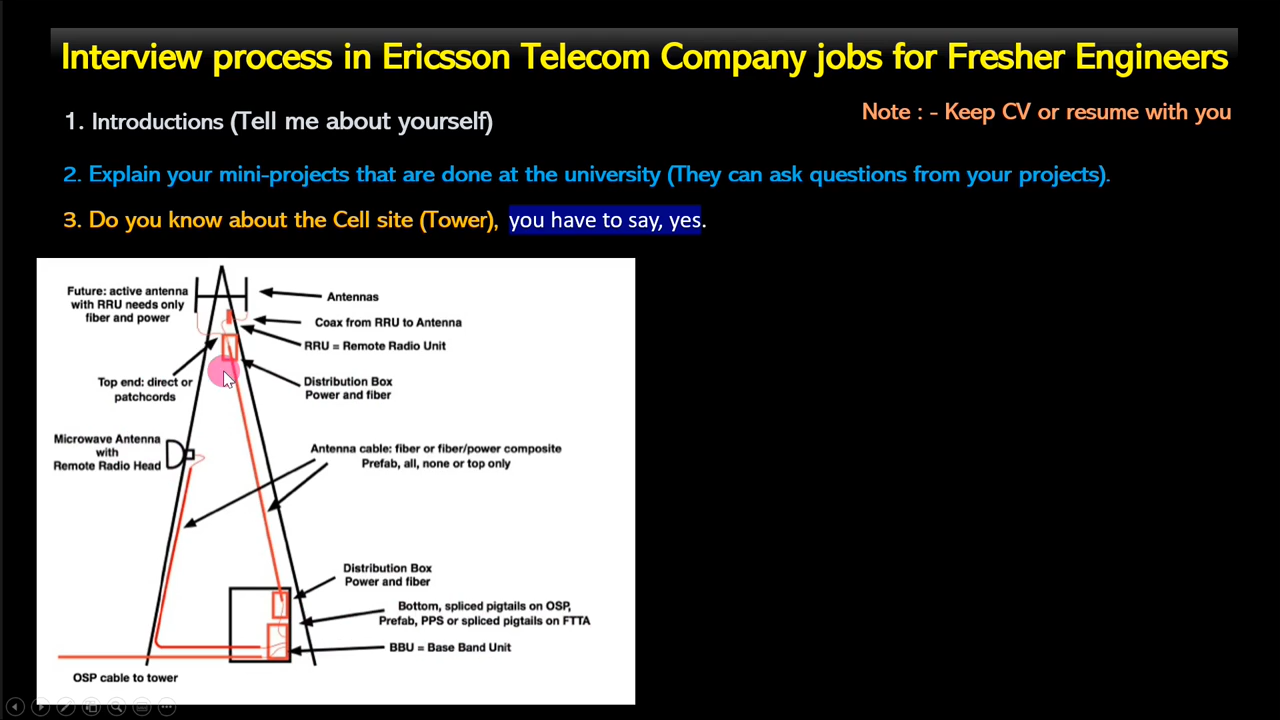 Interview process in Ericsson Telecom Company jobs for Fresher Engineers
1. Introductions (Tell me about yourself)
Note : - Keep CV or resume with you
2. Explain your mini-projects that are done at the university (They can ask questions from your projects).
3. Do you know about the Cell site (Tower), you have to say, yes.
Future: active antenna
with RRU needs only
fiber and power
Antennas
Coax from RRU to Antenna
RRU = Remote Radio Unit
Top end: direct or
patchcords
Distribution Box
Power and fiber
Microwave Antenna
with
Remote Radio Head
Antenna cable: fiber or fiber/power composite
Prefab, all, none or top only
Distribution Box
Power and fiber
Bottom, spliced pigtails on OSP,
Prefab, PPS or spliced pigtails on FTTA
BBU = Base Band Unit
OSP cable to tower